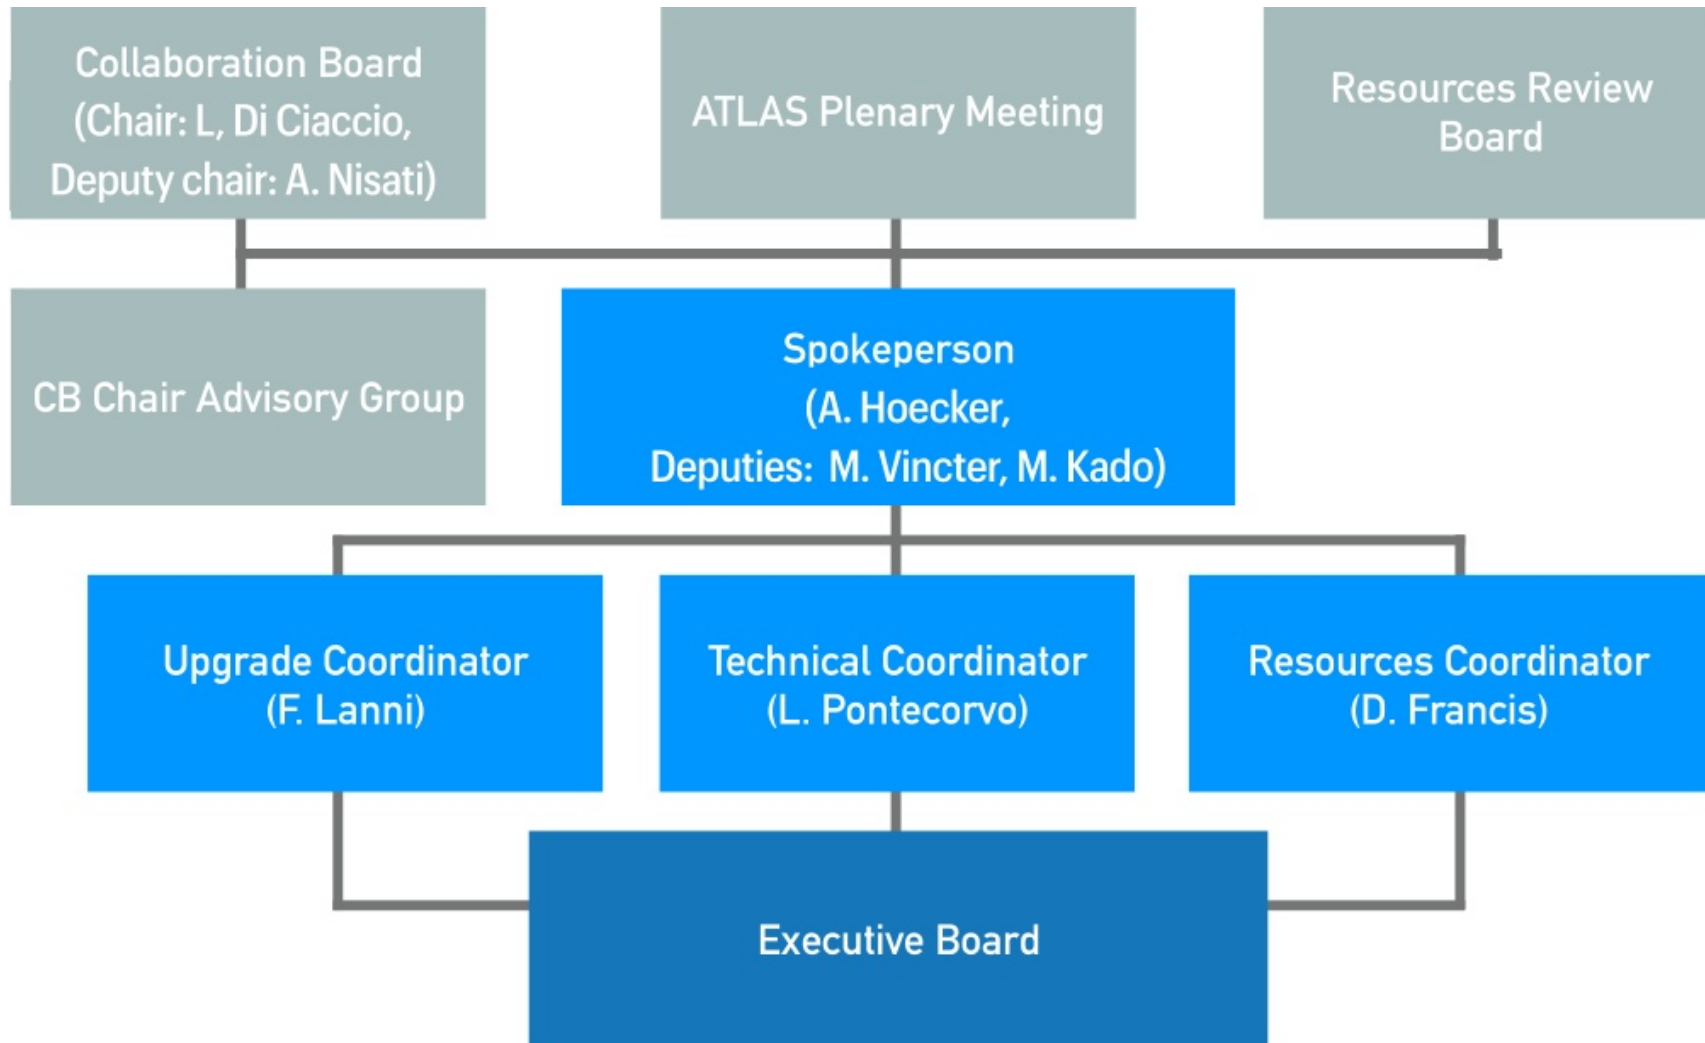 Collaboration Board
(Chair: L, Di Ciaccio,
Deputy chair: A. Nisati)
ATLAS Plenary Meeting
Resources Review
Board
CB Chair Advisory Group
Spokeperson
(A. Hoecker,
Deputies: M. Vincter, M. Kado)
Upgrade Coordinator
(F. Lanni)
Technical Coordinator
(L. Pontecorvo)
Resources Coordinator
(D. Francis)
Executive Board